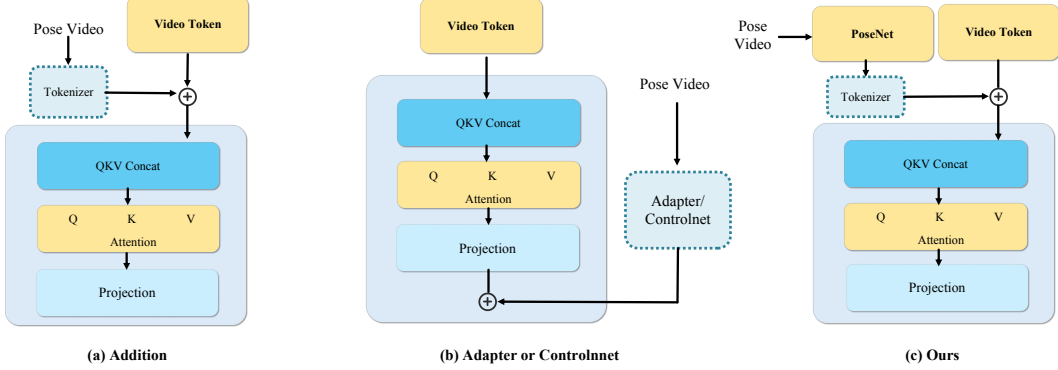 Pose Video
Video Token
Tokenizer
QKV Concat
Q K V
Attention
Projection
(a) Addition
Video Token
Pose Video
QKV Concat
Q K V
Attention
Adapter/
Controlnet
Projection
(b) Adapter or Controlnnet
Pose
Video
PoseNet
Video Token
Tokenizer
QKV Concat
Q K V
Attention
Projection
(c) Ours